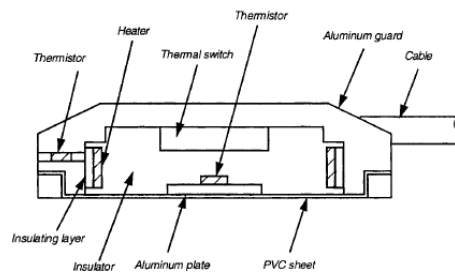 Thermistor
Heater
Aluminum guard
Thermistor
Thermal switch
Cable
Insulating layer
Insulator
Aluminum plate
PVC sheet